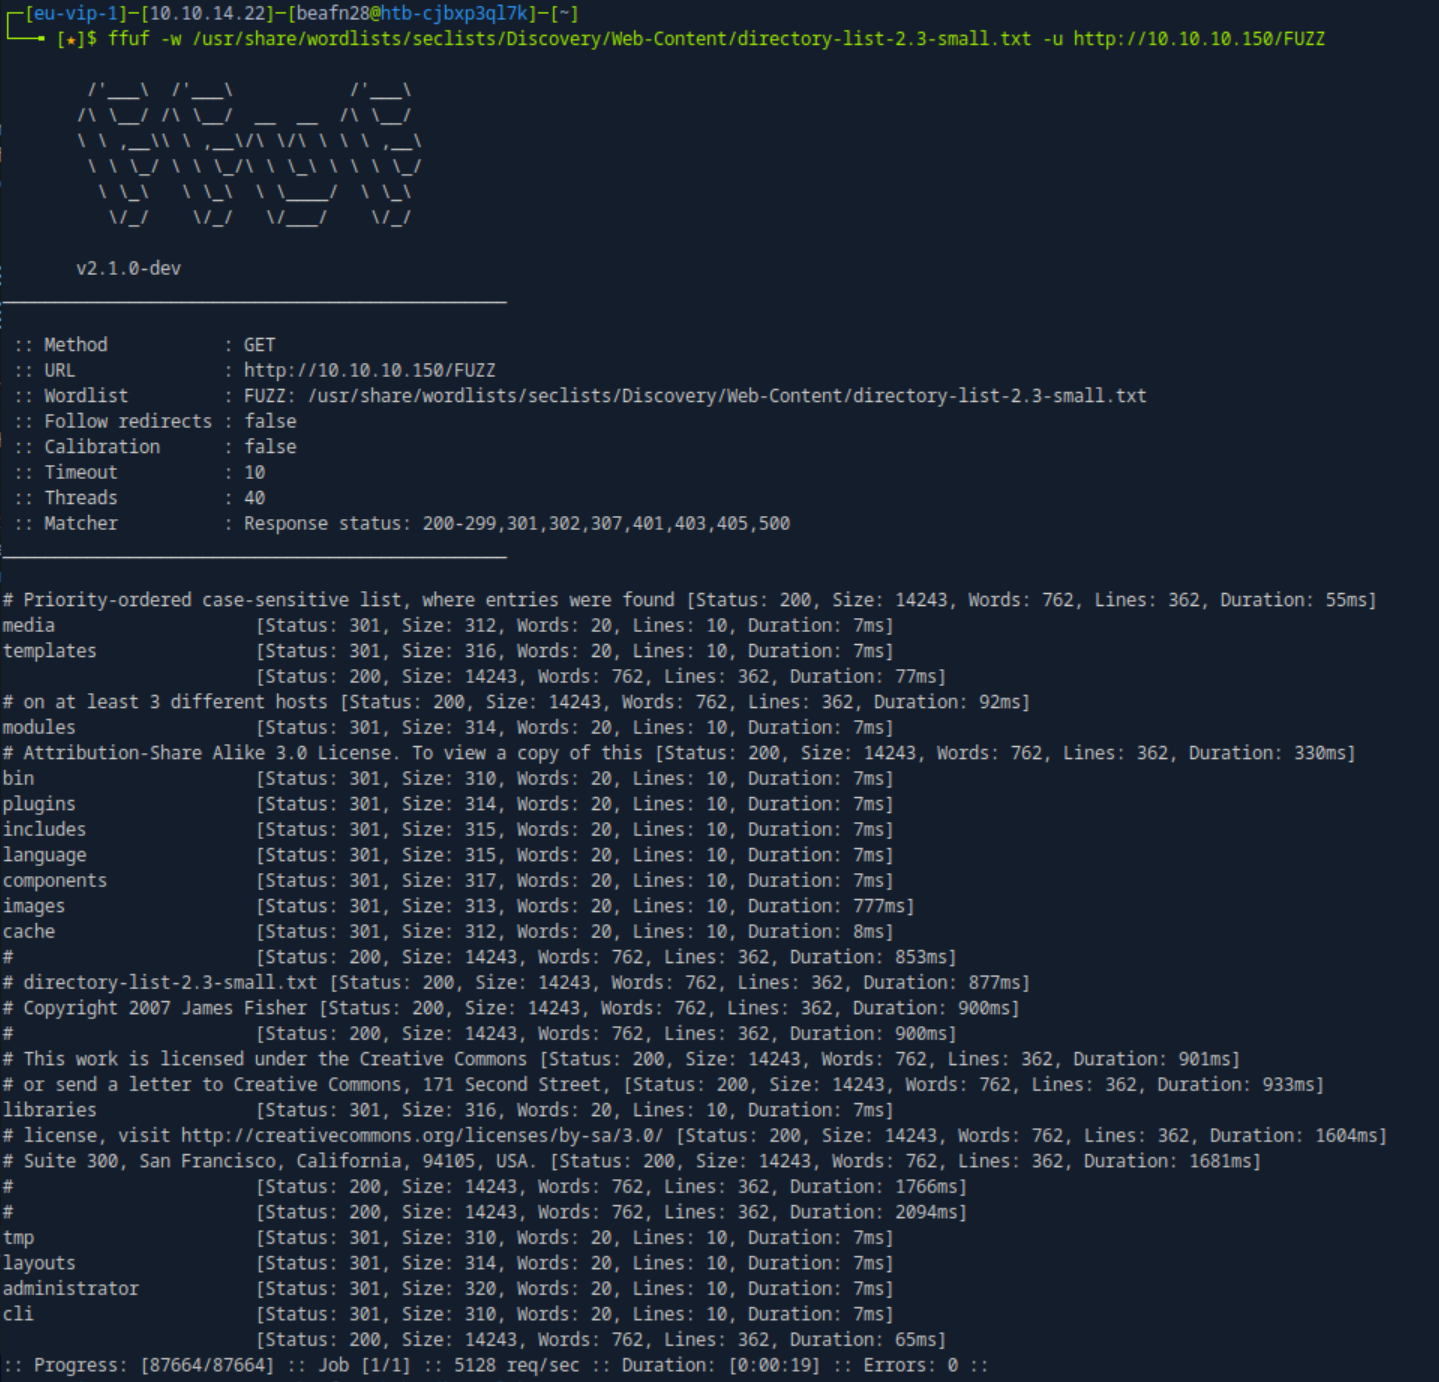 [eu-vip-1]-[10.10.14.22]-[beafn28@htb-cjbxp3ql7k]-[~]
[★]$ ffuf -w /usr/share/wordlists/seclists/Discovery/Web-Content/directory-list-2.3-small.txt -u http://10.10.10.150/FUZZ
/'___\  /'___\           /'___\
/\ \__/ /\ \__/  __  __  /\ \__/
\ \ ,__\\ \ ,__\/\ \/\ \ \ \ ,__\
\ \ \_/ \ \ \_/\ \ \_\ \ \ \ \_/
\ \_\   \ \_\  \ \____/  \ \_\
\/_/    \/_/   \/___/    \/_/
v2.1.0-dev
________________________________________________
:: Method           : GET
:: URL              : http://10.10.10.150/FUZZ
:: Wordlist         : FUZZ: /usr/share/wordlists/seclists/Discovery/Web-Content/directory-list-2.3-small.txt
:: Follow redirects : false
:: Calibration      : false
:: Timeout          : 10
:: Threads          : 40
:: Matcher          : Response status: 200-299,301,302,307,401,403,405,500
________________________________________________
# Priority-ordered case-sensitive list, where entries were found [Status: 200, Size: 14243, Words: 762, Lines: 362, Duration: 55ms]
media                   [Status: 301, Size: 312, Words: 20, Lines: 10, Duration: 7ms]
templates               [Status: 301, Size: 316, Words: 20, Lines: 10, Duration: 7ms]
[Status: 200, Size: 14243, Words: 762, Lines: 362, Duration: 77ms]
# on at least 3 different hosts [Status: 200, Size: 14243, Words: 762, Lines: 362, Duration: 92ms]
modules                 [Status: 301, Size: 314, Words: 20, Lines: 10, Duration: 7ms]
# Attribution-Share Alike 3.0 License. To view a copy of this [Status: 200, Size: 14243, Words: 762, Lines: 362, Duration: 330ms]
bin                     [Status: 301, Size: 310, Words: 20, Lines: 10, Duration: 7ms]
plugins                 [Status: 301, Size: 314, Words: 20, Lines: 10, Duration: 7ms]
includes                [Status: 301, Size: 315, Words: 20, Lines: 10, Duration: 7ms]
language                [Status: 301, Size: 315, Words: 20, Lines: 10, Duration: 7ms]
components              [Status: 301, Size: 317, Words: 20, Lines: 10, Duration: 7ms]
images                  [Status: 301, Size: 313, Words: 20, Lines: 10, Duration: 777ms]
cache                   [Status: 301, Size: 312, Words: 20, Lines: 10, Duration: 8ms]
#                       [Status: 200, Size: 14243, Words: 762, Lines: 362, Duration: 853ms]
# directory-list-2.3-small.txt [Status: 200, Size: 14243, Words: 762, Lines: 362, Duration: 877ms]
# Copyright 2007 James Fisher [Status: 200, Size: 14243, Words: 762, Lines: 362, Duration: 900ms]
#                       [Status: 200, Size: 14243, Words: 762, Lines: 362, Duration: 900ms]
# This work is licensed under the Creative Commons [Status: 200, Size: 14243, Words: 762, Lines: 362, Duration: 901ms]
# or send a letter to Creative Commons, 171 Second Street, [Status: 200, Size: 14243, Words: 762, Lines: 362, Duration: 933ms]
libraries               [Status: 301, Size: 316, Words: 20, Lines: 10, Duration: 7ms]
# license, visit http://creativecommons.org/licenses/by-sa/3.0/ [Status: 200, Size: 14243, Words: 762, Lines: 362, Duration: 1604ms]
# Suite 300, San Francisco, California, 94105, USA. [Status: 200, Size: 14243, Words: 762, Lines: 362, Duration: 1681ms]
#                       [Status: 200, Size: 14243, Words: 762, Lines: 362, Duration: 1766ms]
#                       [Status: 200, Size: 14243, Words: 762, Lines: 362, Duration: 2094ms]
tmp                     [Status: 301, Size: 310, Words: 20, Lines: 10, Duration: 7ms]
layouts                 [Status: 301, Size: 314, Words: 20, Lines: 10, Duration: 7ms]
administrator           [Status: 301, Size: 320, Words: 20, Lines: 10, Duration: 7ms]
cli                     [Status: 301, Size: 310, Words: 20, Lines: 10, Duration: 7ms]
[Status: 200, Size: 14243, Words: 762, Lines: 362, Duration: 65ms]
:: Progress: [87664/87664] :: Job [1/1] :: 5128 req/sec :: Duration: [0:00:19] :: Errors: 0 ::